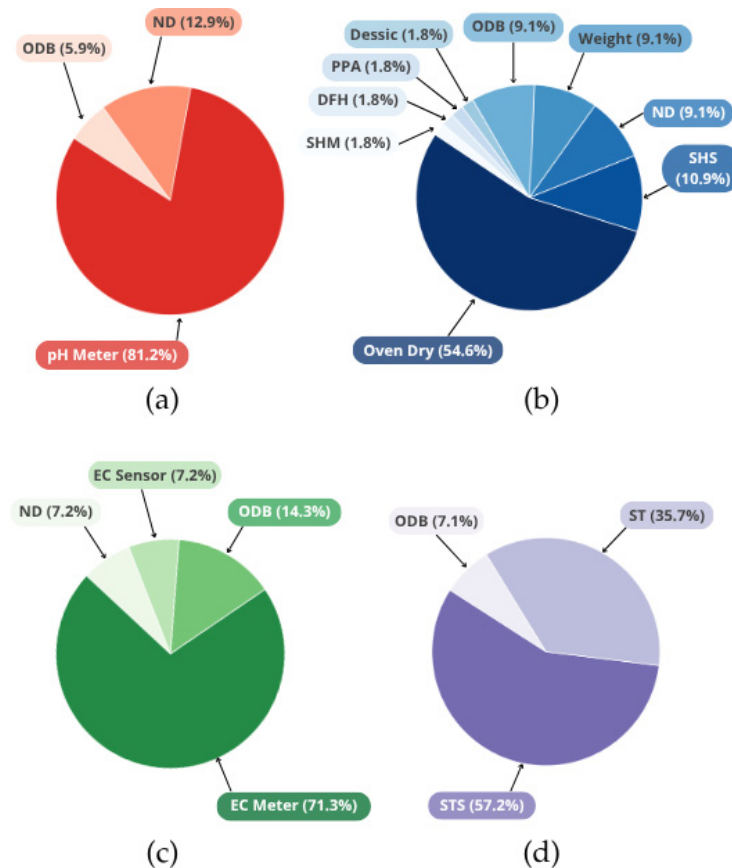 ND (12.9%)
ODB (5.9%)
pH Meter (81.2%)
(a)
ODB (9.1%)
Dessic (1.8%)
Weight (9.1%)
PPA (1.8%)
DFH (1.8%)
ND (9.1%)
SHM (1.8%)
SHS
(10.9%)
Oven Dry (54.6%)
(b)
EC Sensor (7.2%)
ND (7.2%)
ODB (14.3%)
EC Meter (71.3%)
(c)
ODB (7.1%)
ST (35.7%)
STS (57.2%)
(d)